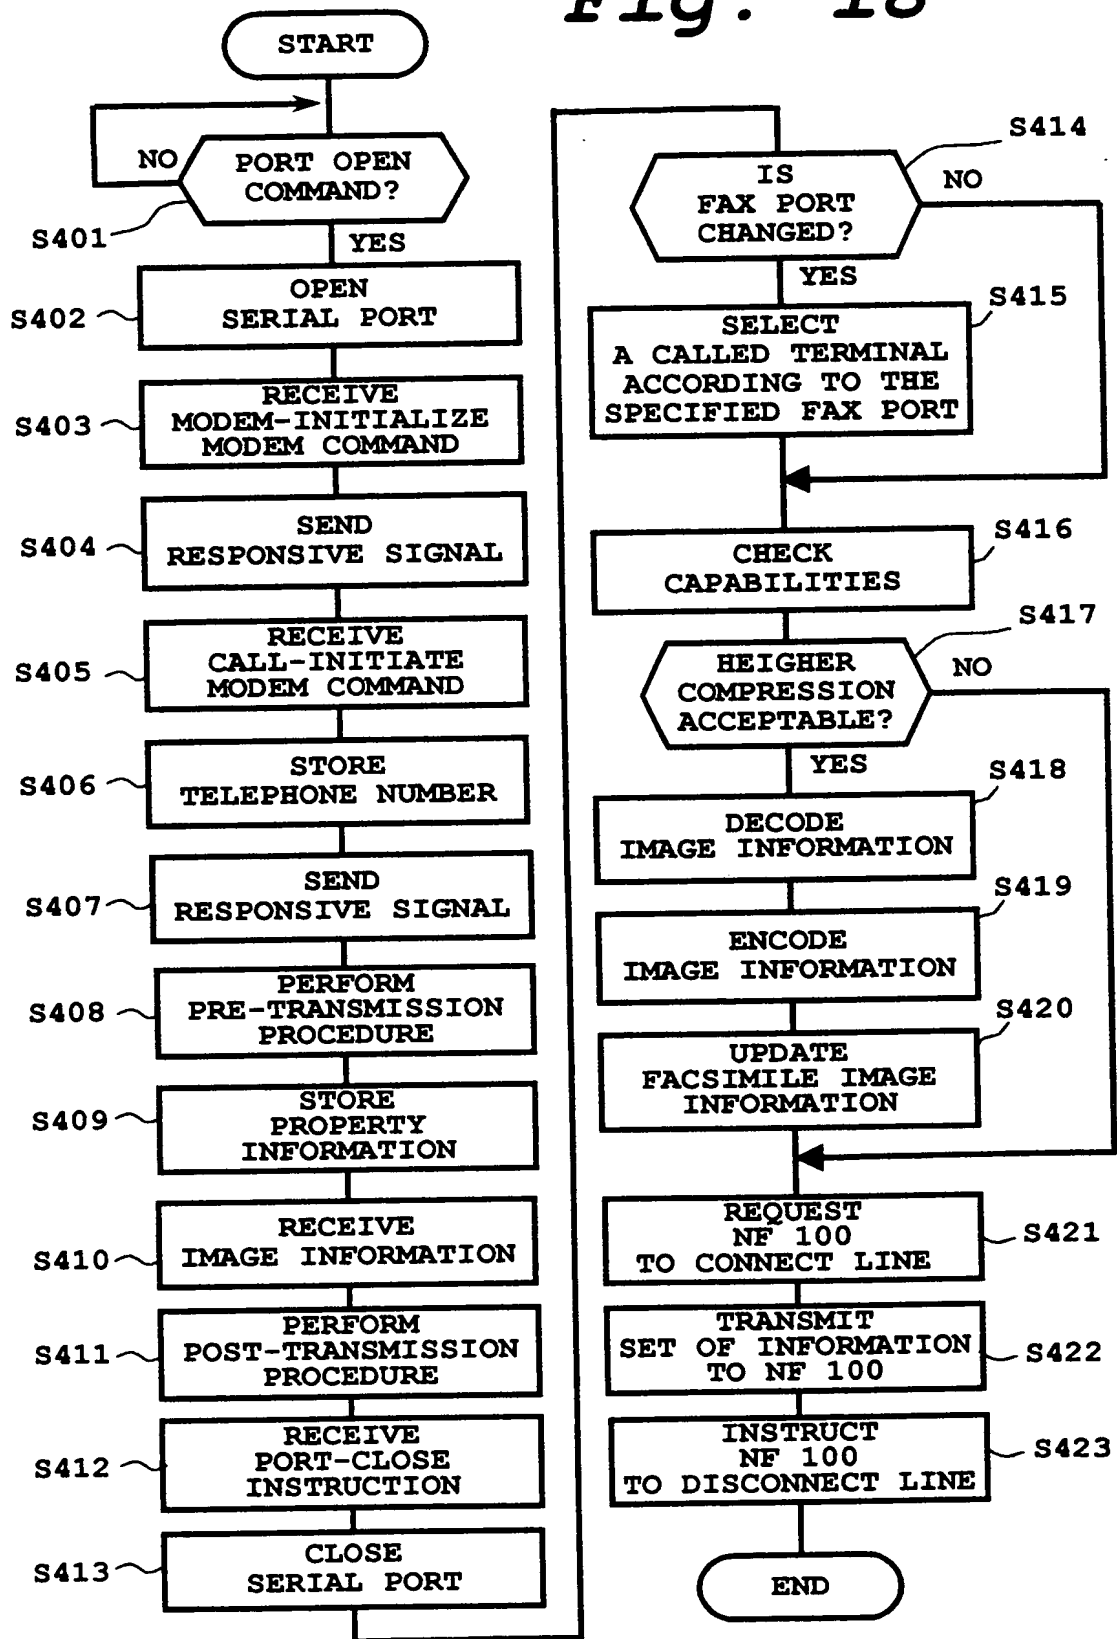 Fig. 18
START
NO
PORT OPEN
COMMAND?
S401
YES
OPEN
SERIAL PORT
S402
RECEIVE
MODEM-INITIALIZE
MODEM COMMAND
S403
SEND
RESPONSIVE SIGNAL
S404
RECEIVE
CALL-INITIATE
MODEM COMMAND
S405
STORE
TELEPHONE NUMBER
S406
SEND
RESPONSIVE SIGNAL
S407
PERFORM
PRE-TRANSMISSION
PROCEDURE
S408
STORE
PROPERTY
INFORMATION
S409
RECEIVE
IMAGE INFORMATION
S410
PERFORM
POST-TRANSMISSION
PROCEDURE
S411
RECEIVE
PORT-CLOSE
INSTRUCTION
S412
CLOSE
SERIAL PORT
S413
S414
IS
FAX PORT
CHANGED?
NO
YES
S415
SELECT
A CALLED TERMINAL
ACCORDING TO THE
SPECIFIED FAX PORT
S416
CHECK
CAPABILITIES
S417
HEIGHER
COMPRESSION
ACCEPTABLE?
NO
YES
S418
DECODE
IMAGE INFORMATION
S419
ENCODE
IMAGE INFORMATION
S420
UPDATE
FACSIMILE IMAGE
INFORMATION
REQUEST
NF 100
TO CONNECT LINE
S421
TRANSMIT
SET OF INFORMATION
TO NF 100
S422
INSTRUCT
NF 100
TO DISCONNECT LINE
S423
END